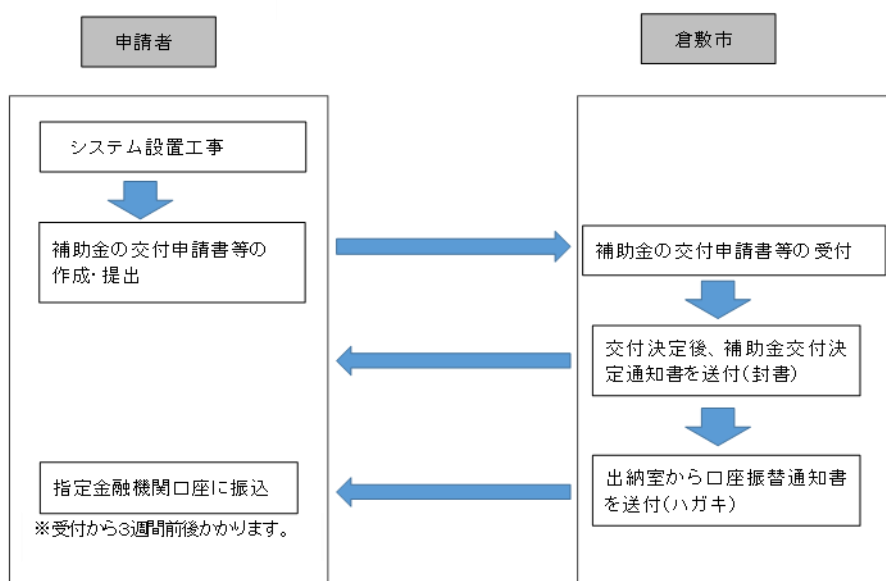 申請者
倉敷市
システム設置工事
補助金の交付申請書等の
作成・提出
補助金の交付申請書等の受付
交付決定後、補助金交付決
定通知書を送付(封書)
出納室から口座振替通知書
を送付(ハガキ)
指定金融機関口座に振込
※受付から3週間前後かかります。